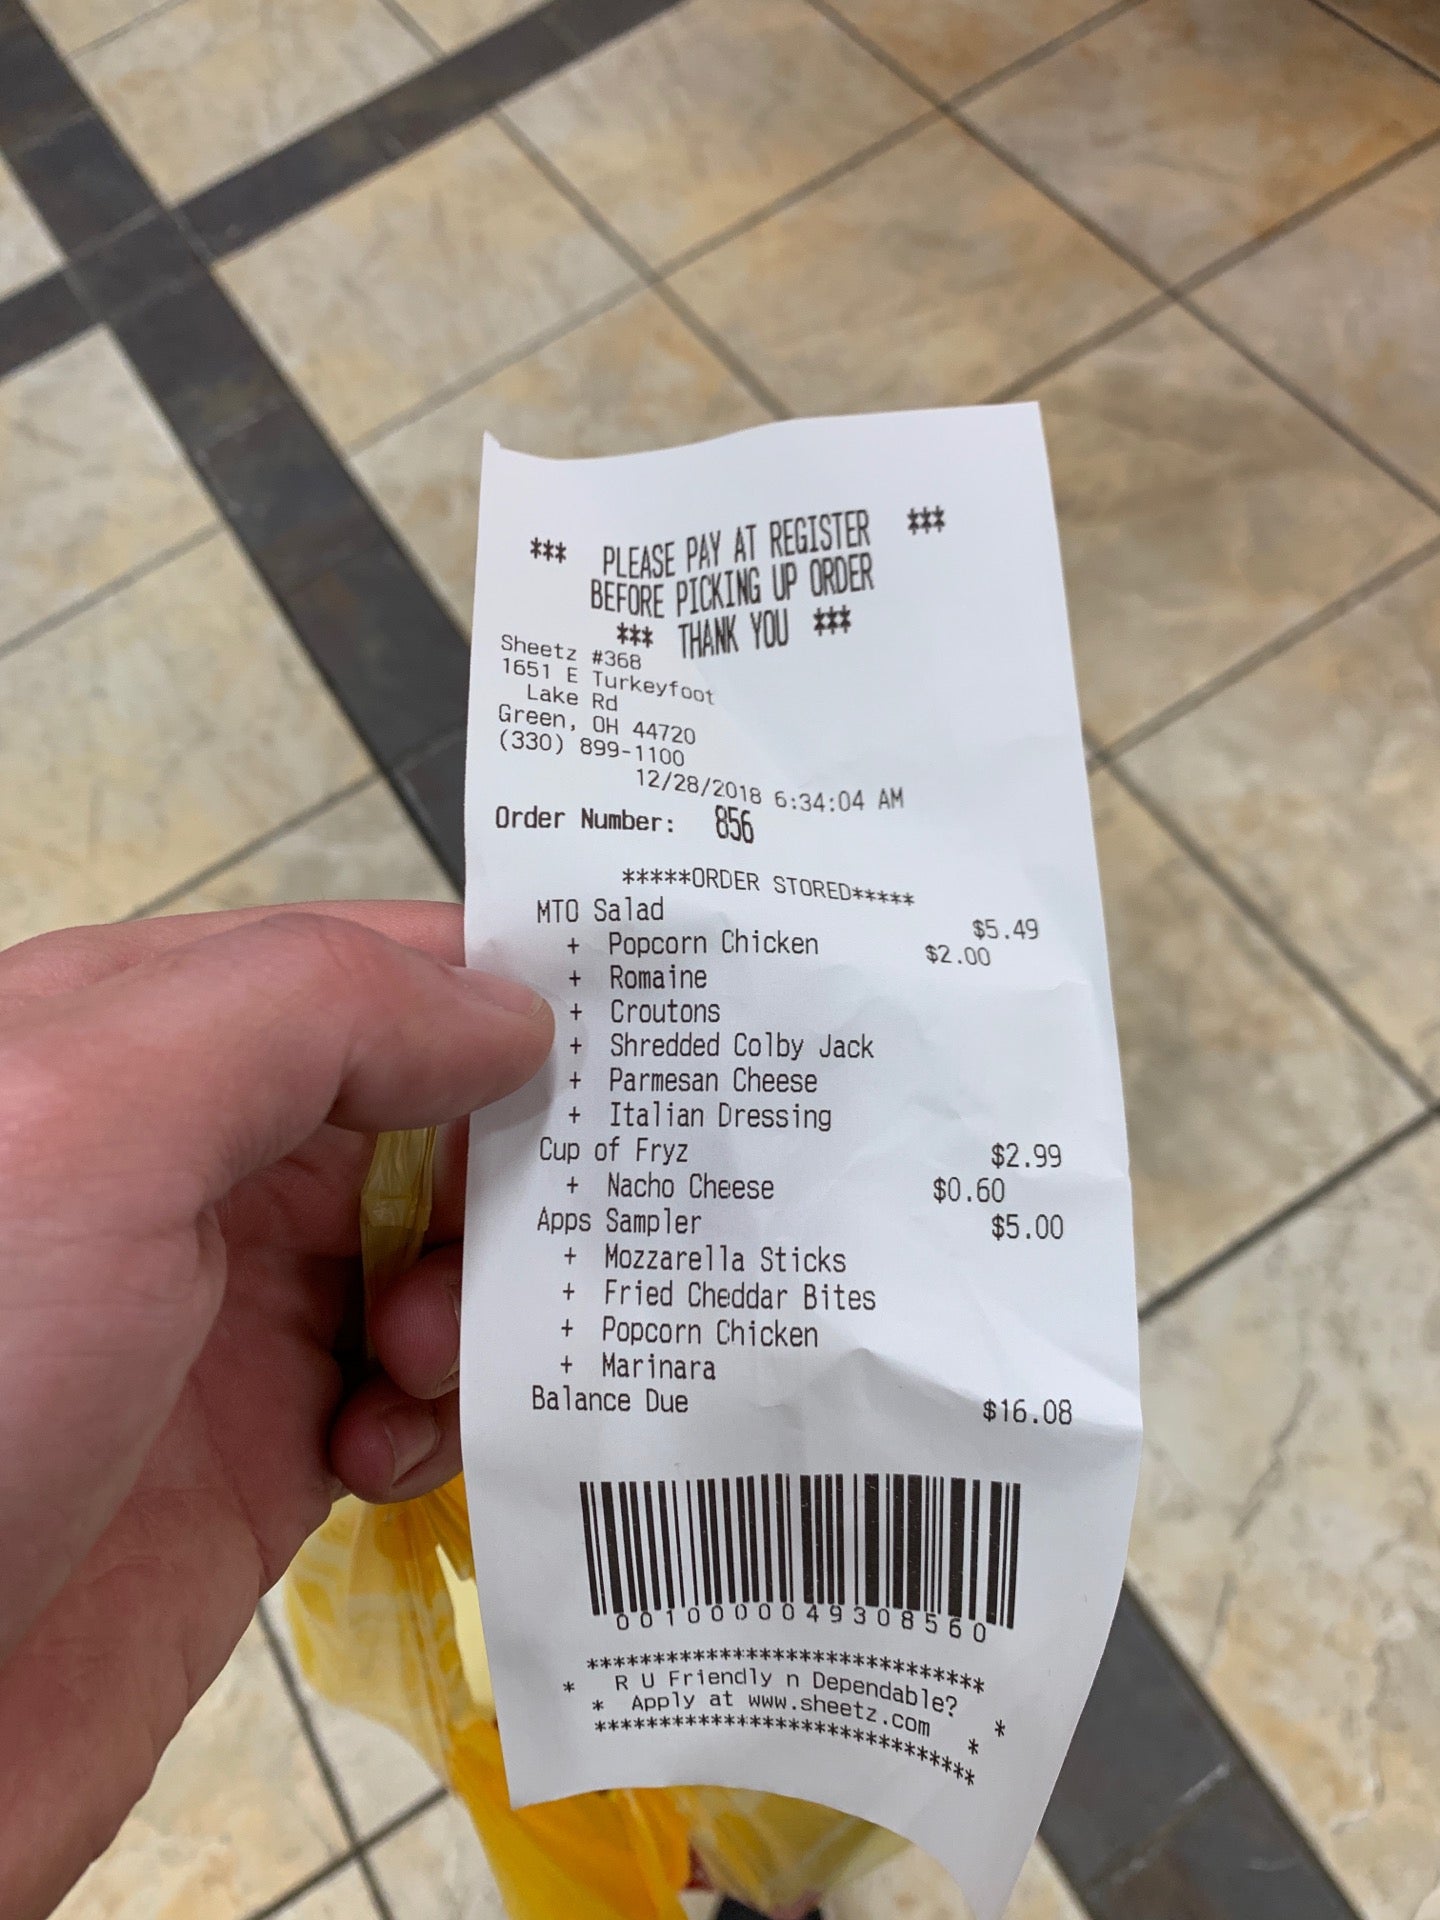 *** PLEASE PAY AT REGISTER ***
BEFORE PICKING UP ORDER
*** THANK YOU ***
Sheetz #368
1651 E Turkeyfoot
Lake Rd
Green, OH 44720
(330) 899-1100
12/28/2018 6:34:04 AM
Order Number: 856
*****ORDER STORED*****
MTO Salad $5.49
+ Popcorn Chicken $2.00
+ Romaine
+ Croutons
+ Shredded Colby Jack
+ Parmesan Cheese
+ Italian Dressing
Cup of Fryz $2.99
+ Nacho Cheese $0.60
Apps Sampler $5.00
+ Mozzarella Sticks
+ Fried Cheddar Bites
+ Popcorn Chicken
+ Marinara
Balance Due $16.08
0010000049308560
*******************************
* R U Friendly n Dependable? *
* Apply at www.sheetz.com *
*******************************